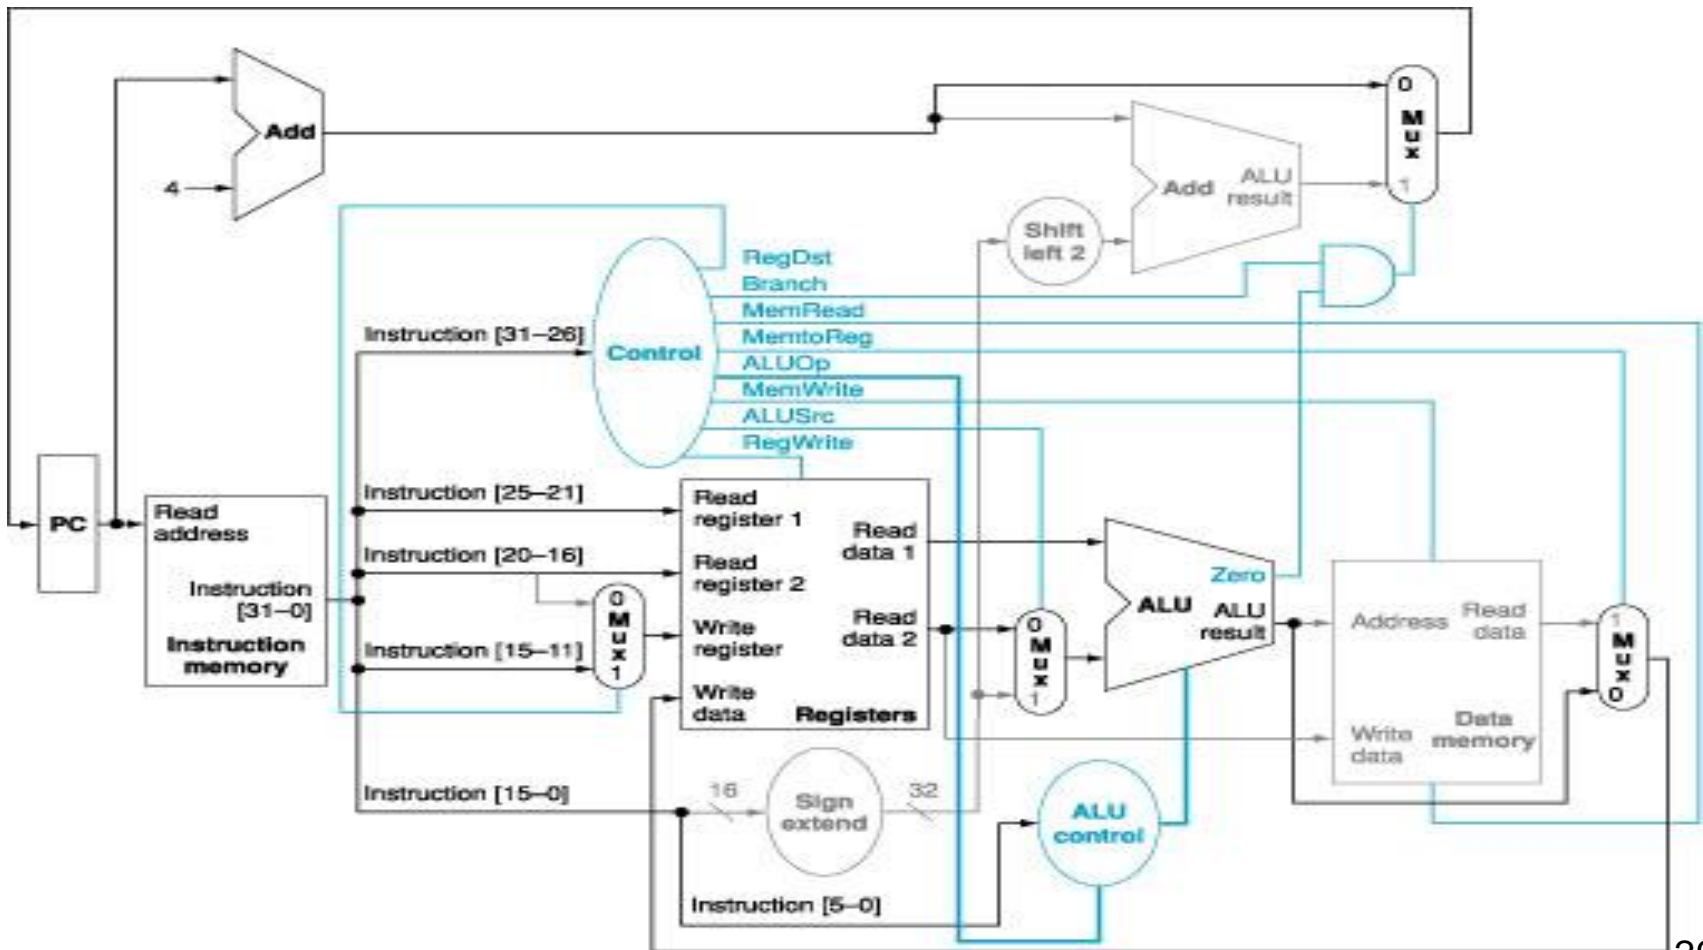 0
M
u
x
1
Add
4
Add
ALU
result
Shift
left 2
RegDst
Branch
MemRead
MemtoReg
ALUOp
MemWrite
ALUSrc
RegWrite
Control
Instruction [31–26]
Instruction [25–21]
Instruction [20–16]
Instruction [15–11]
Instruction [15–0]
Instruction [5–0]
PC
Read
address
Instruction
[31–0]
Instruction
memory
0
M
u
x
1
Read
register 1
Read
register 2
Write
register
Write
data
Read
data 1
Read
data 2
Registers
0
M
u
x
1
Zero
ALU
ALU
result
Address
Read
data
Write
data
Data
memory
1
M
u
x
0
16
Sign
extend
32
ALU
control